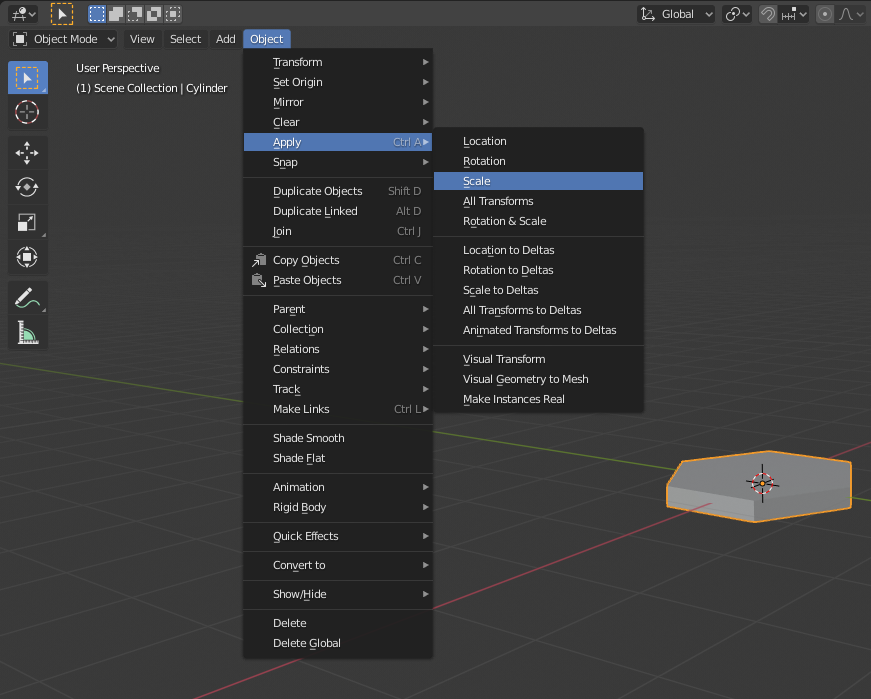 Global
Object Mode View Select Add Object
User Perspective
(1) Scene Collection | Cylinder
Transform
Set Origin
Mirror
Clear
Apply Ctrl A
Snap
Duplicate Objects Shift D
Duplicate Linked Alt D
Join Ctrl J
Copy Objects Ctrl C
Paste Objects Ctrl V
Parent
Collection
Relations
Constraints
Track
Make Links Ctrl L
Shade Smooth
Shade Flat
Animation
Rigid Body
Quick Effects
Convert to
Show/Hide
Delete
Delete Global
Location
Rotation
Scale
All Transforms
Rotation & Scale
Location to Deltas
Rotation to Deltas
Scale to Deltas
All Transforms to Deltas
Animated Transforms to Deltas
Visual Transform
Visual Geometry to Mesh
Make Instances Real